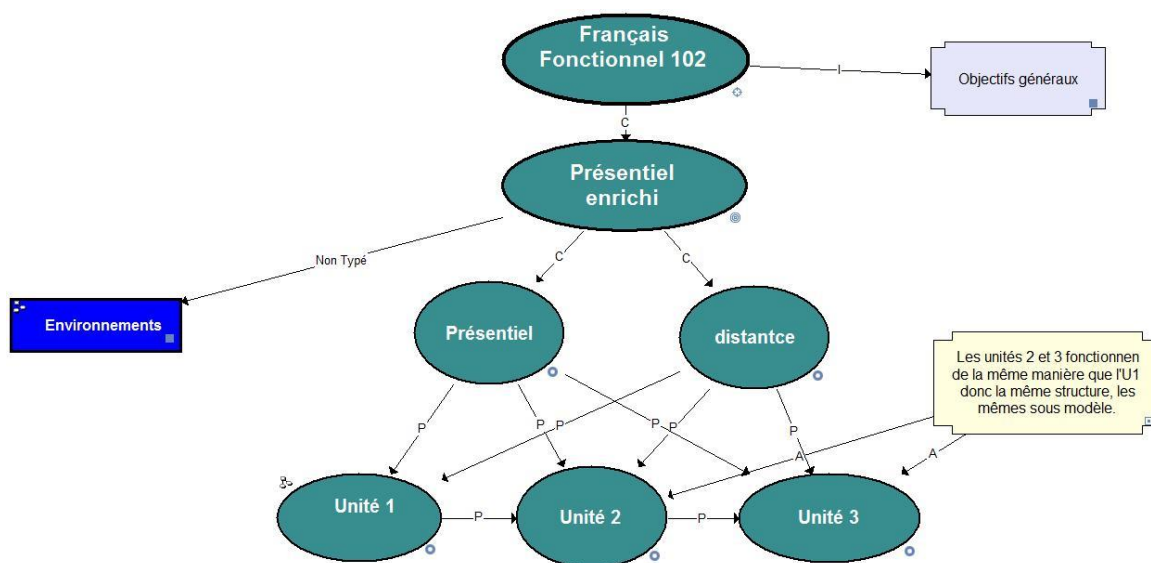 Français
Fonctionnel 102
I
Objectifs généraux
C
Présentiel
enrichi
Non Typé
C
C
Environnements
Présentiel
distantce
Les unités 2 et 3 fonctionnen
de la même manière que l'U1
donc la même structure, les
mêmes sous modèle.
P
P
P
P
P
P
A
A
Unité 1
P
Unité 2
P
Unité 3